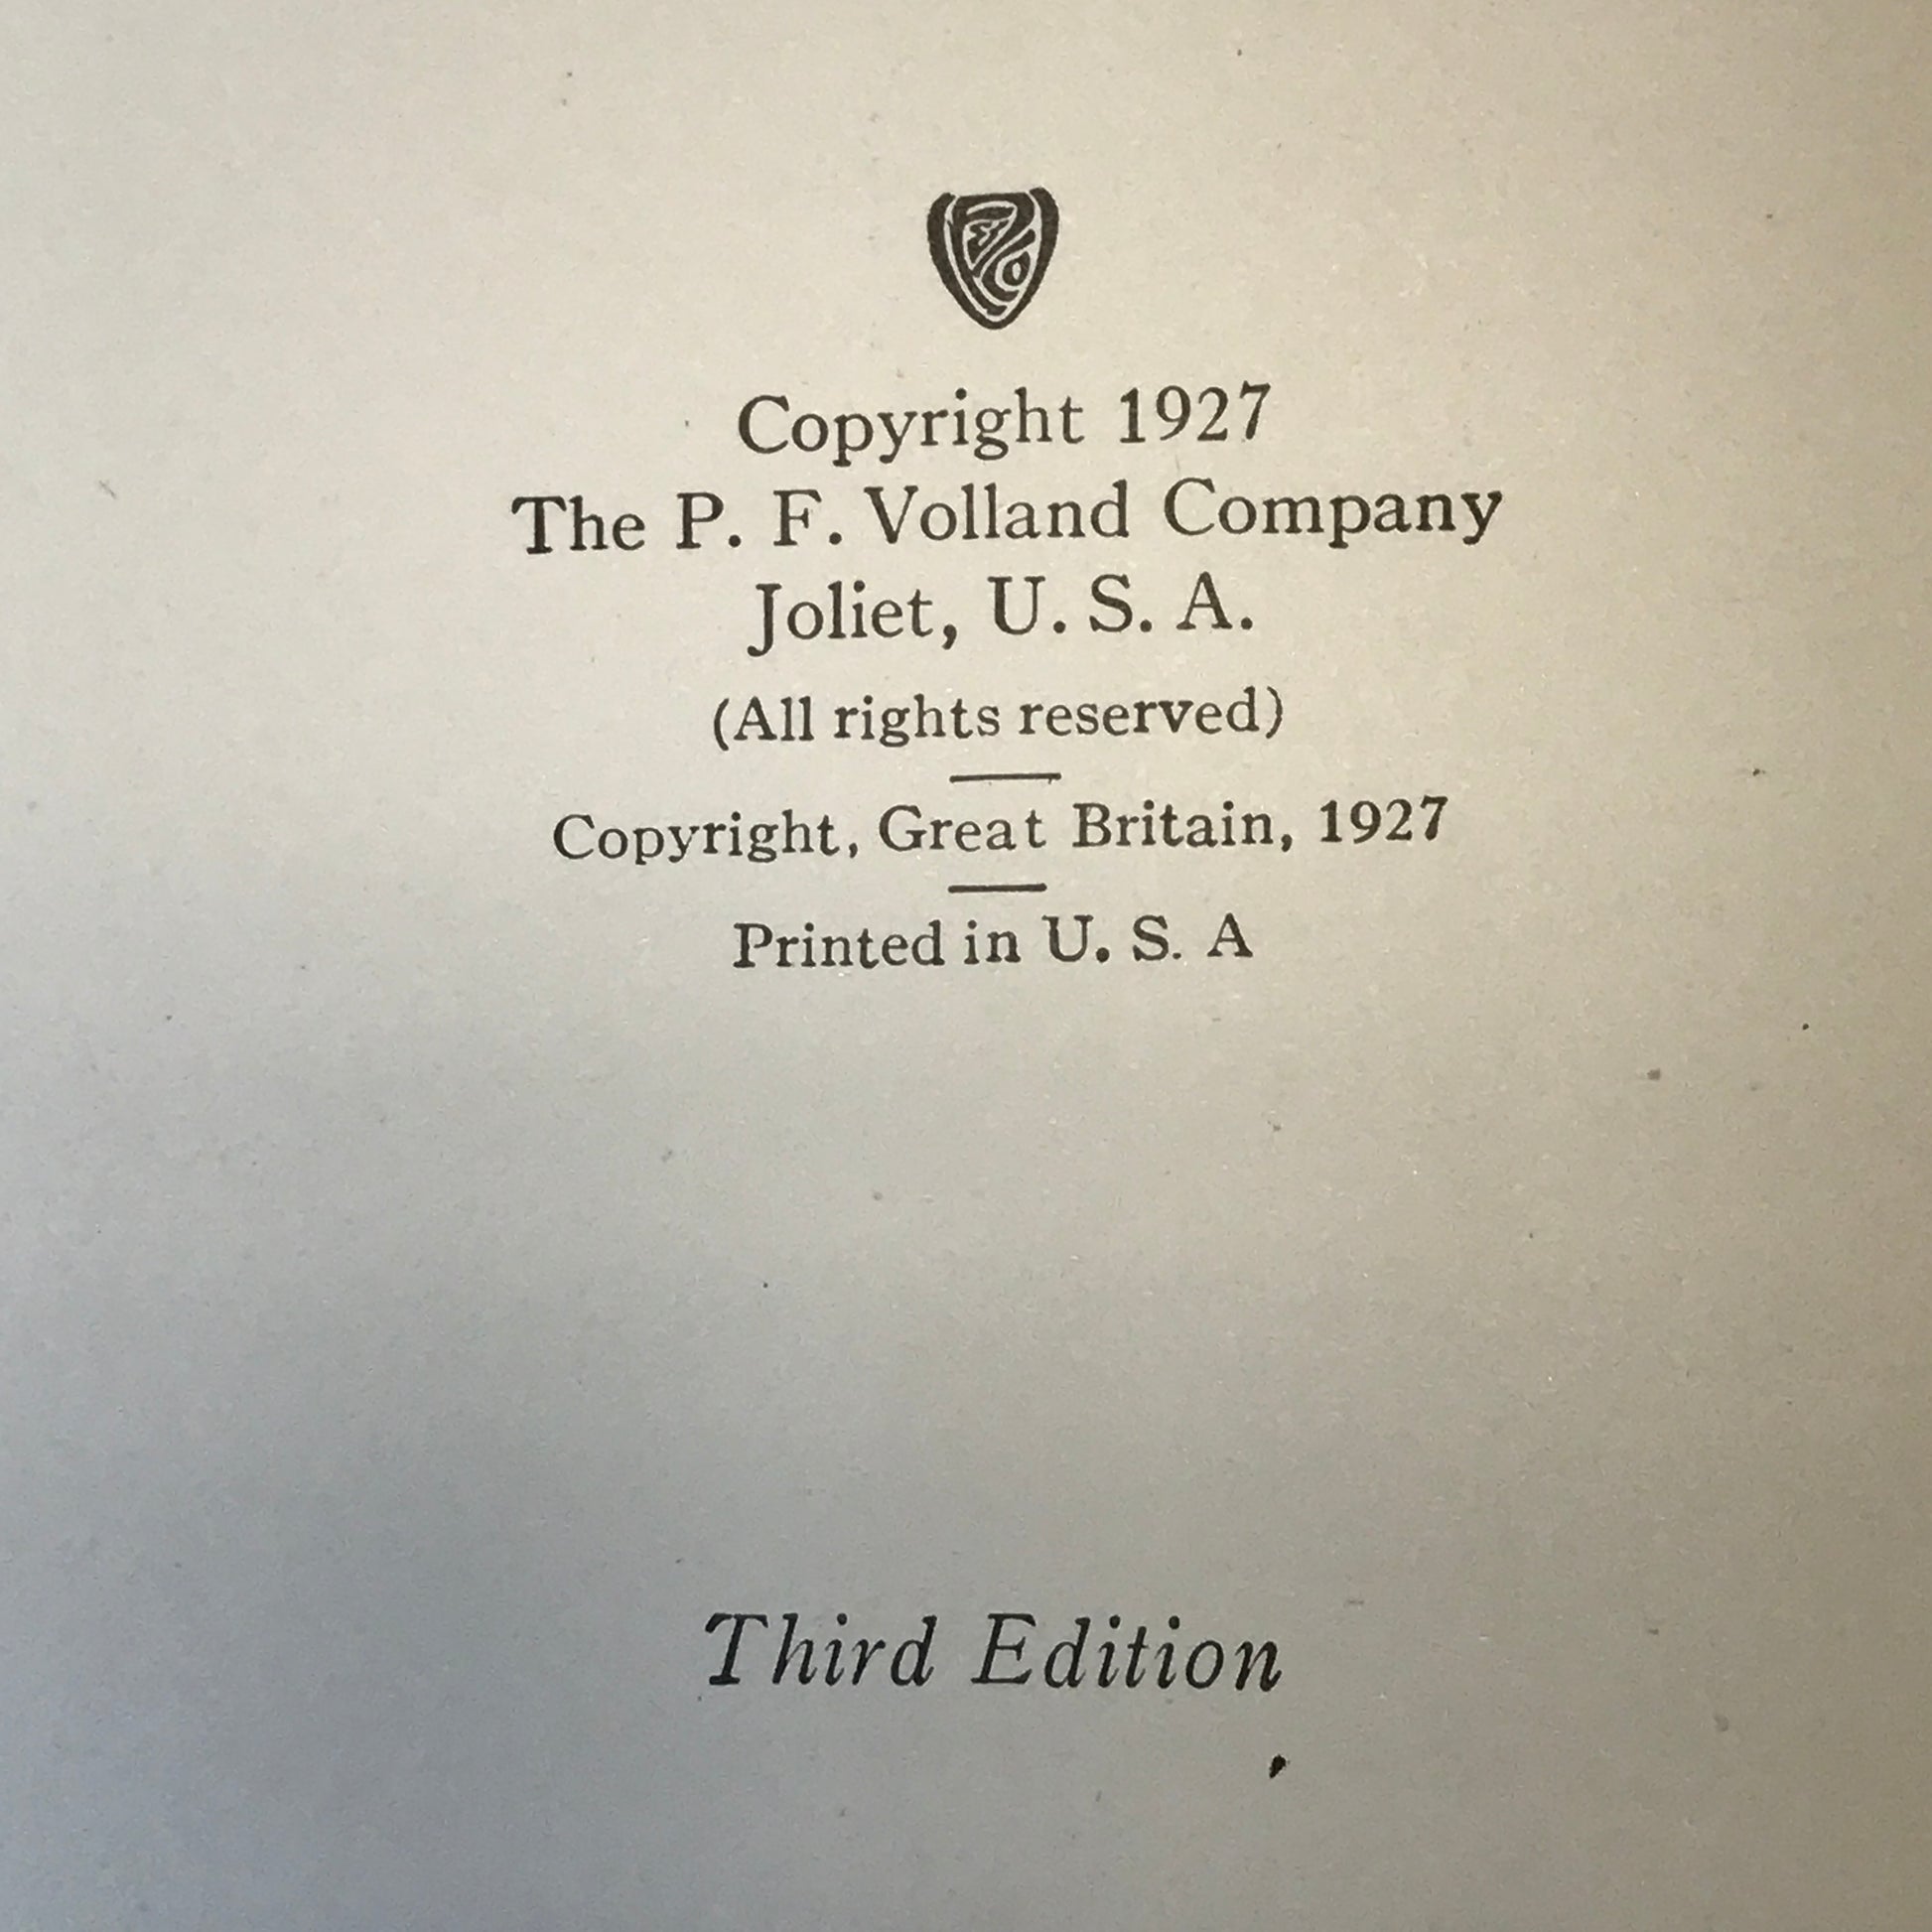 Copyright 1927
The P. F. Volland Company
Joliet, U. S. A.
(All rights reserved)
Copyright, Great Britain, 1927
Printed in U. S. A
Third Edition